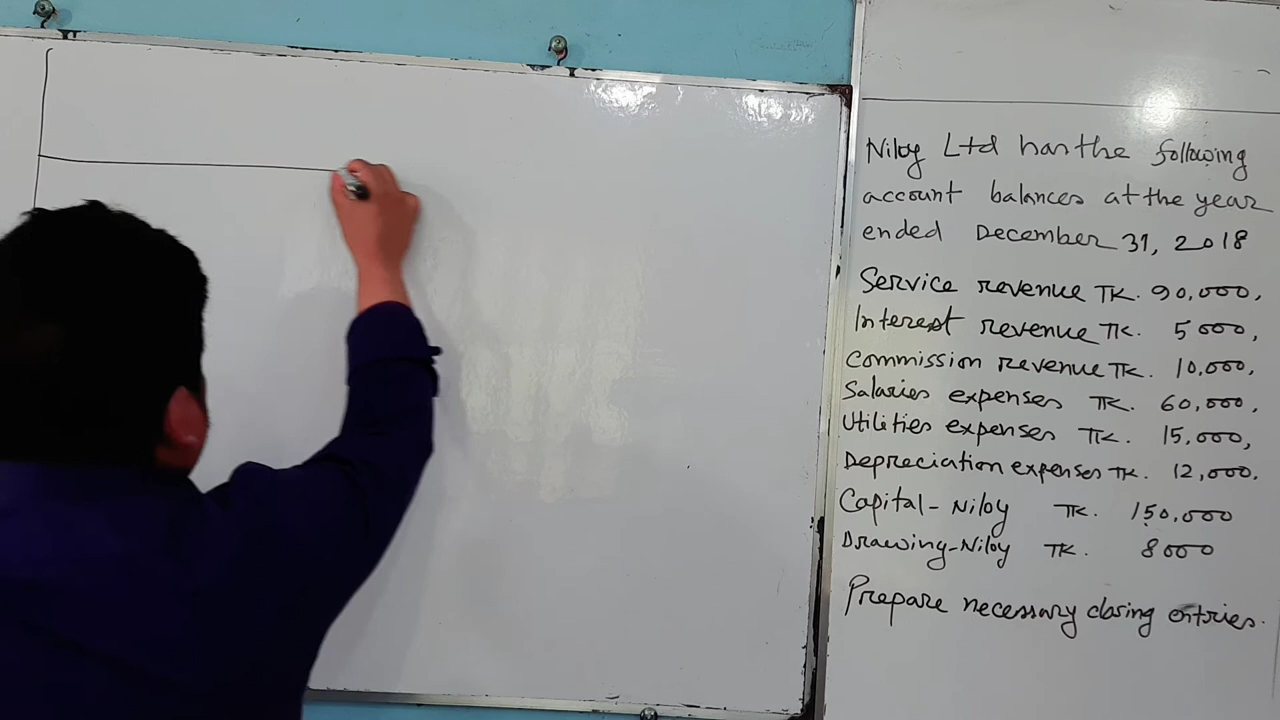 Niloy Ltd has the following
account balances at the year
ended December 31, 2018
Service revenue TK. 90,000,
Interest revenue TK. 5000,
Commission revenue TK. 10,000,
Salaries expenses TK. 60,000,
Utilities expenses TK. 15,000,
Depreciation expenses TK. 12,000.
Capital-Niloy TK. 150,000
Drawing-Niloy TK. 8000
Prepare necessary closing entries.